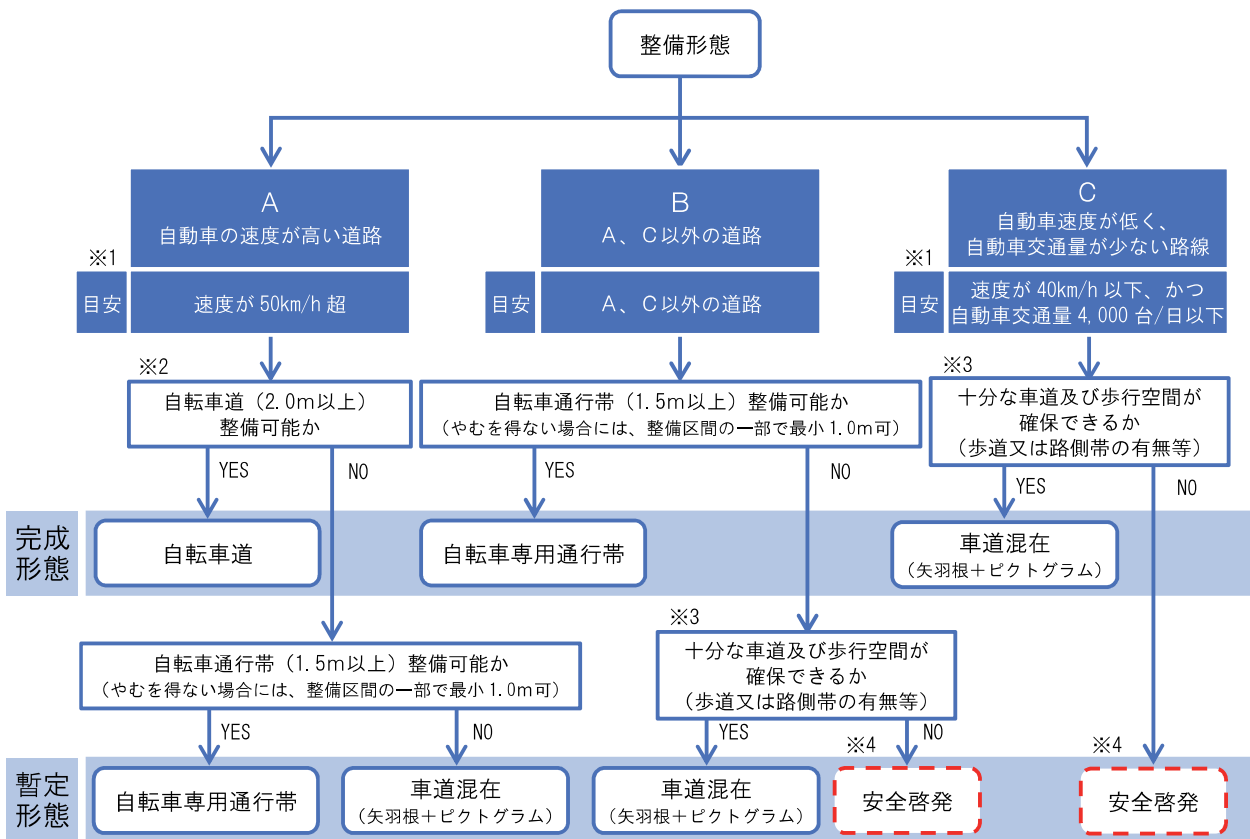 整備形態
A
自動車の速度が高い道路
※1
目安
速度が50km/h超
B
A、C以外の道路
目安
A、C以外の道路
C
自動車速度が低く、
自動車交通量が少ない路線
※1
目安
速度が40km/h以下、かつ
自動車交通量4,000台/日以下
※2
自転車道（2.0m以上）
整備可能か
YES
NO
自転車通行帯（1.5m以上）整備可能か
（やむを得ない場合には、整備区間の一部で最小1.0m可）
YES
NO
※3
十分な車道及び歩行空間が
確保できるか
（歩道又は路側帯の有無等）
YES
NO
完成
形態
自転車道
自転車専用通行帯
車道混在
（矢羽根＋ピクトグラム）
自転車通行帯（1.5m以上）整備可能か
（やむを得ない場合には、整備区間の一部で最小1.0m可）
YES
NO
※3
十分な車道及び歩行空間が
確保できるか
（歩道又は路側帯の有無等）
YES
NO
※4
※4
暫定
形態
自転車専用通行帯
車道混在
（矢羽根＋ピクトグラム）
車道混在
（矢羽根＋ピクトグラム）
安全啓発
安全啓発